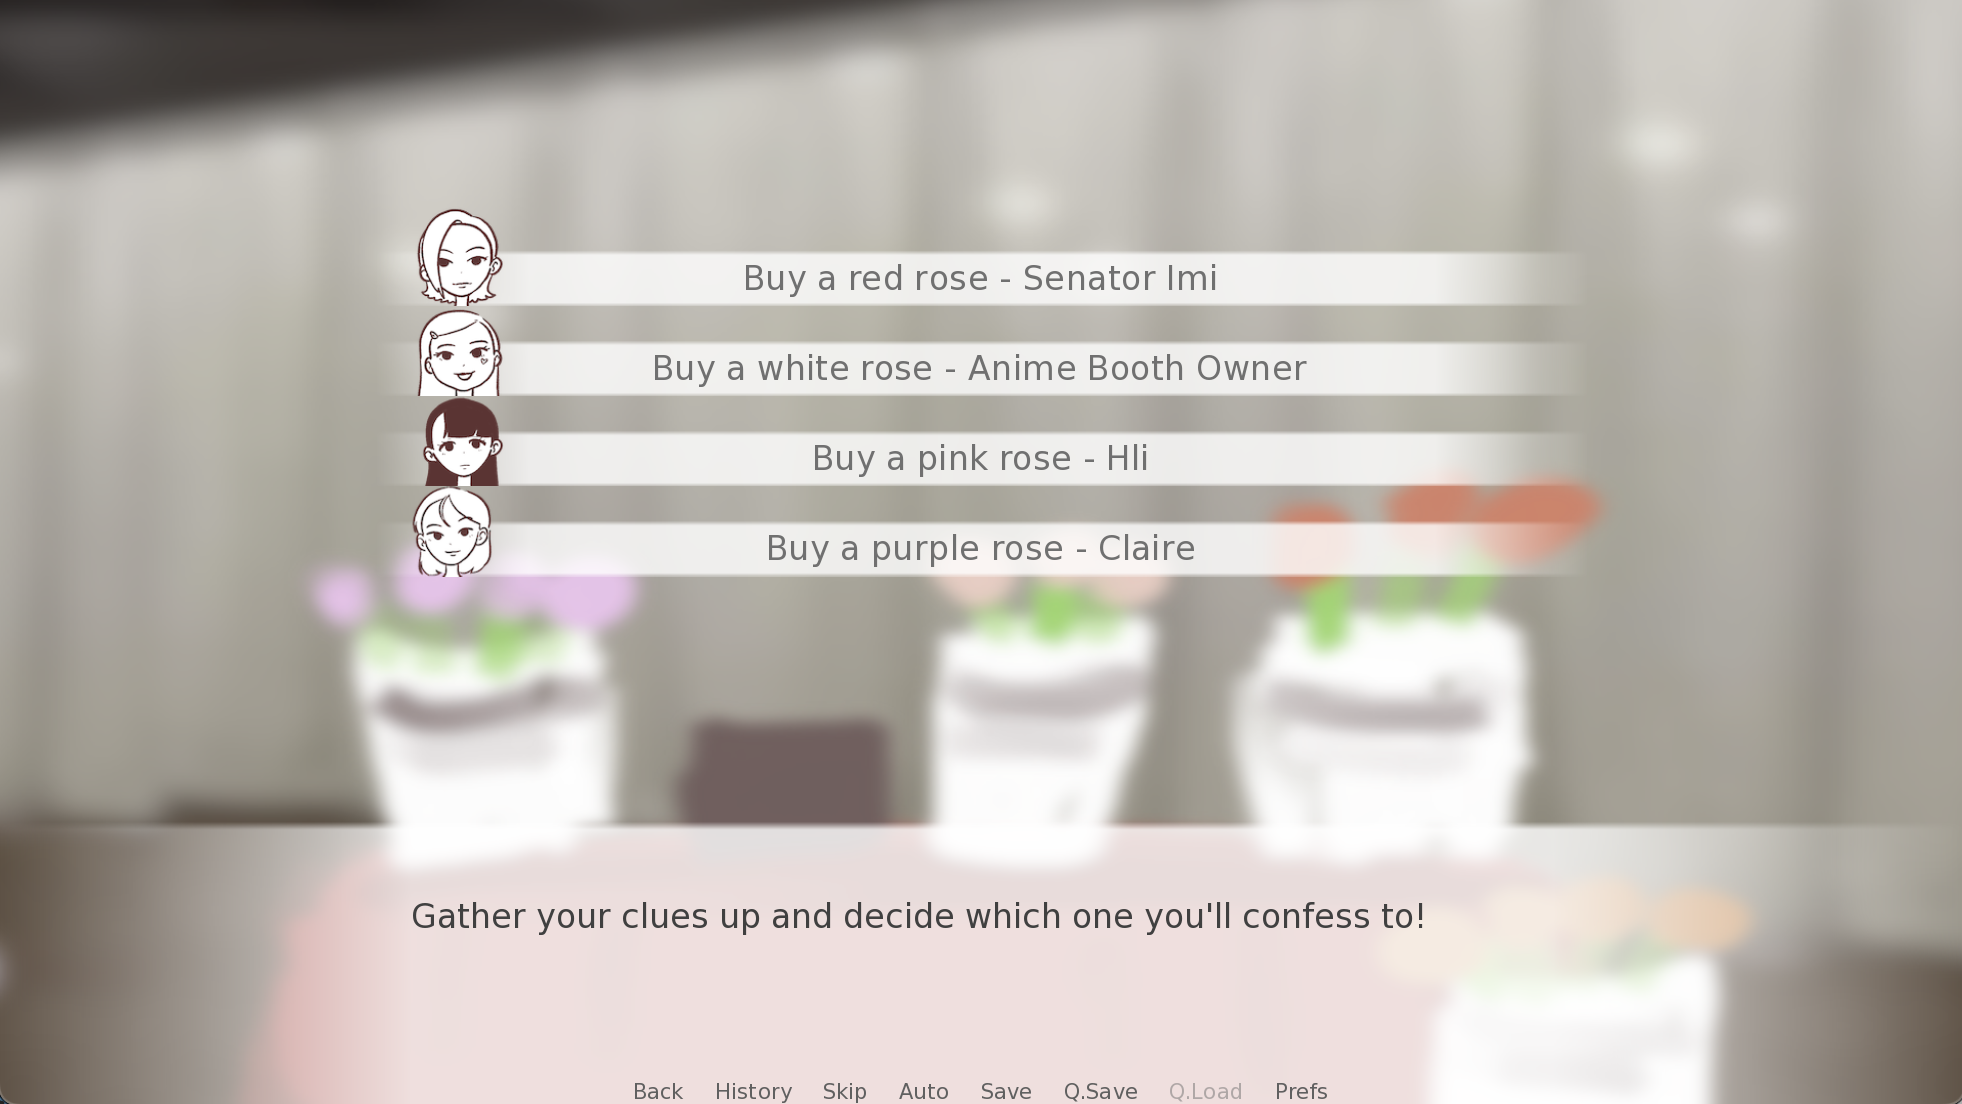 Buy a red rose - Senator Imi
Buy a white rose - Anime Booth Owner
Buy a pink rose - Hli
Buy a purple rose - Claire
Gather your clues up and decide which one you'll confess to!
Back History Skip Auto Save Q.Save Q.Load Prefs